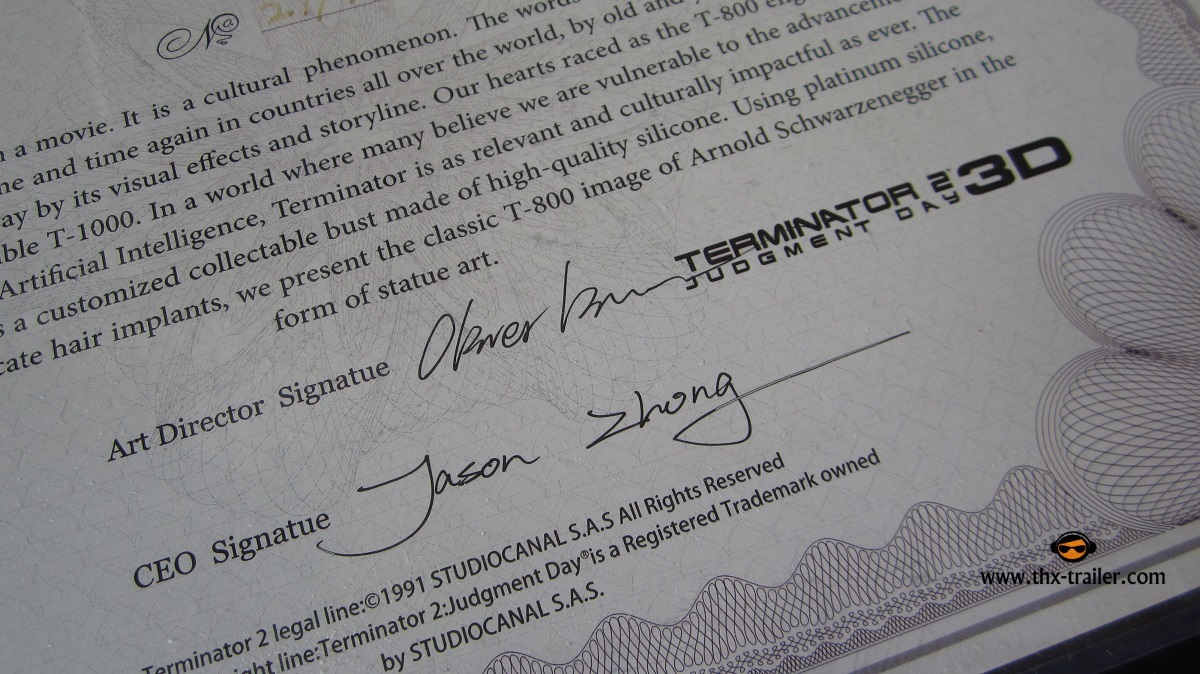 No
a movie. It is a cultural phenomenon. The words
and time again in countries all over the world, by old and
by its visual effects and storyline. Our hearts raced as the T-800
T-1000. In a world where many believe we are vulnerable to the
Artificial Intelligence, Terminator is as relevant and culturally impactful as ever. The
a customized collectable bust made of high-quality silicone. Using platinum silicone,
hair implants, we present the classic T-800 image of Arnold Schwarzenegger in the
form of statue art.
TERMINATOR 2 3D
JUDGMENT DAY
Art Director Signatue
CEO Signatue Jason Zhong
Terminator 2 legal line:©1991 STUDIOCANAL S.A.S All Rights Reserved
line:Terminator 2:Judgment Day®is a Registered Trademark owned
by STUDIOCANAL S.A.S.
www.thx-trailer.com